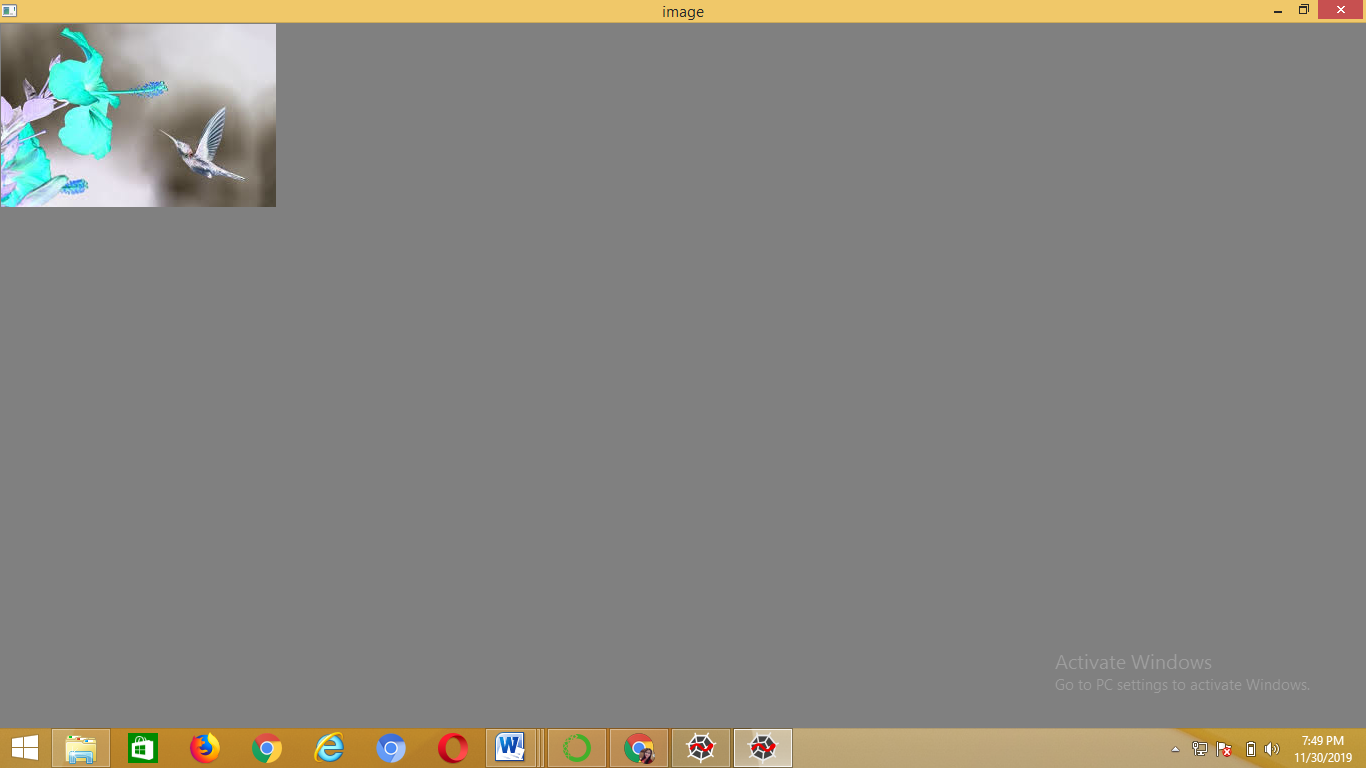 image
Activate Windows
Go to PC settings to activate Windows.
7:49 PM
11/30/2019